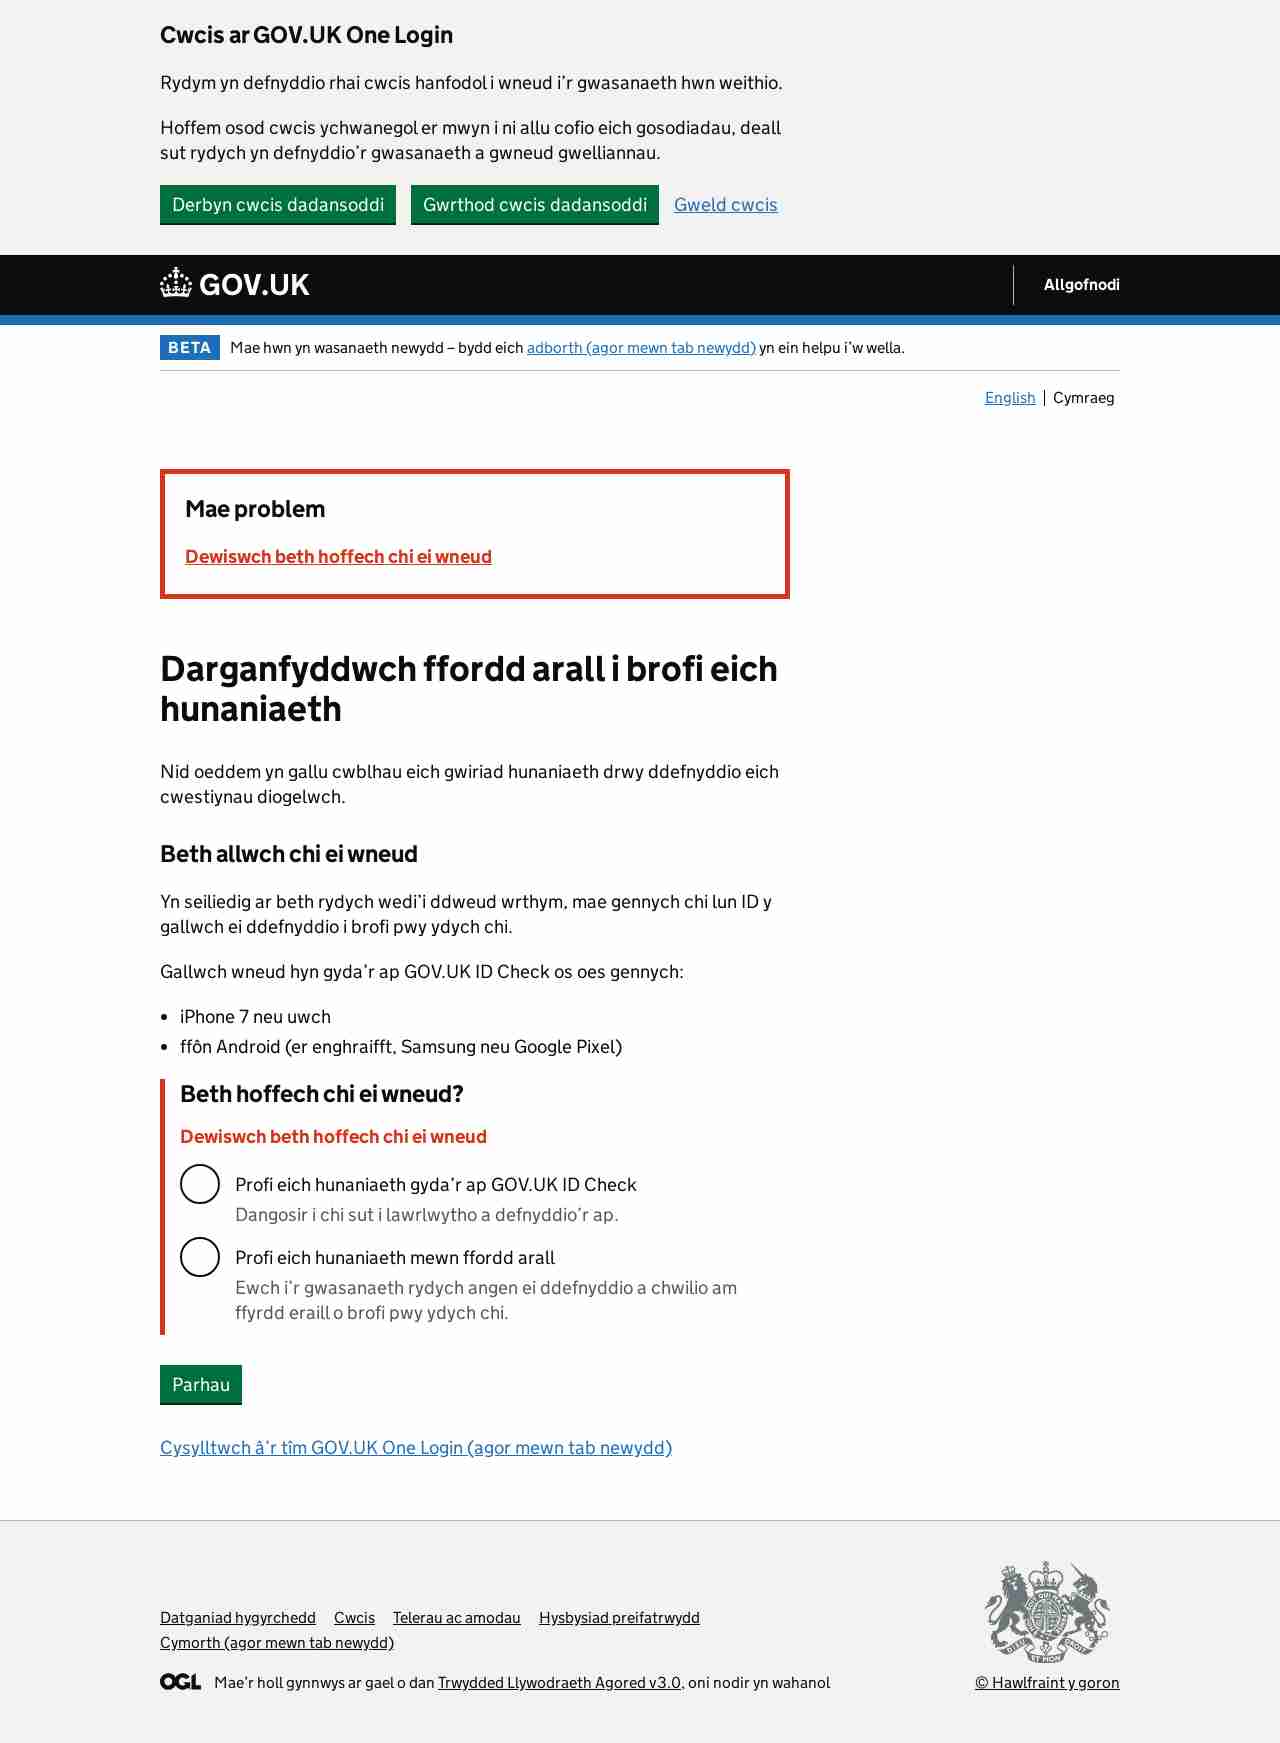 Cwcis ar GOV.UK One Login
Rydym yn defnyddio rhai cwcis hanfodol i wneud i’r gwasanaeth hwn weithio.
Hoffem osod cwcis ychwanegol er mwyn i ni allu cofio eich gosodiadau, deall
sut rydych yn defnyddio’r gwasanaeth a gwneud gwelliannau.
Derbyn cwcis dadansoddi Gwrthod cwcis dadansoddi Gweld cwcis
GOV.UK Allgofnodi
BETA Mae hwn yn wasanaeth newydd – bydd eich adborth (agor mewn tab newydd) yn ein helpu i’w wella.
English Cymraeg
Mae problem
Dewiswch beth hoffech chi ei wneud
Darganfyddwch ffordd arall i brofi eich
hunaniaeth
Nid oeddem yn gallu cwblhau eich gwiriad hunaniaeth drwy ddefnyddio eich
cwestiynau diogelwch.
Beth allwch chi ei wneud
Yn seiliedig ar beth rydych wedi’i ddweud wrthym, mae gennych chi lun ID y
gallwch ei ddefnyddio i brofi pwy ydych chi.
Gallwch wneud hyn gyda’r ap GOV.UK ID Check os oes gennych:
• iPhone 7 neu uwch
• ffôn Android (er enghraifft, Samsung neu Google Pixel)
Beth hoffech chi ei wneud?
Dewiswch beth hoffech chi ei wneud
Profi eich hunaniaeth gyda’r ap GOV.UK ID Check
Dangosir i chi sut i lawrlwytho a defnyddio’r ap.
Profi eich hunaniaeth mewn ffordd arall
Ewch i’r gwasanaeth rydych angen ei ddefnyddio a chwilio am
ffyrdd eraill o brofi pwy ydych chi.
Parhau
Cysylltwch â’r tîm GOV.UK One Login (agor mewn tab newydd)
Datganiad hygyrchedd Cwcis Telerau ac amodau Hysbysiad preifatrwydd
Cymorth (agor mewn tab newydd)
OGL Mae’r holl gynnwys ar gael o dan Trwydded Llywodraeth Agored v3.0, oni nodir yn wahanol
DIEU ET MON DROIT
© Hawlfraint y goron